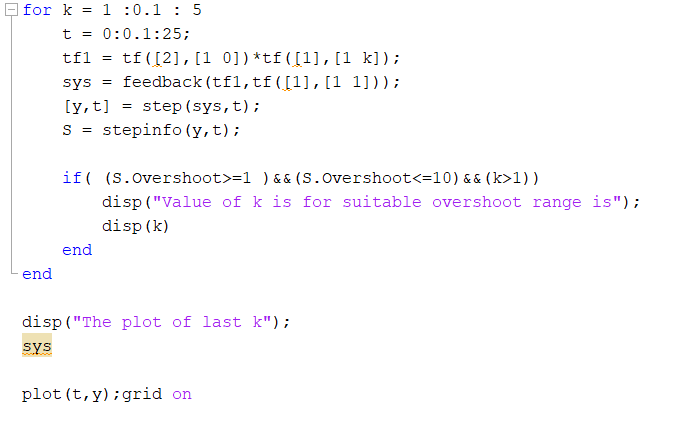 for k = 1 :0.1 : 5
t = 0:0.1:25;
tf1 = tf([2],[1 0])*tf([1],[1 k]);
sys = feedback(tf1,tf([1],[1 1]));
[y,t] = step(sys,t);
S = stepinfo(y,t);
if( (S.Overshoot>=1 )&&(S.Overshoot<=10)&&(k>1))
disp("Value of k is for suitable overshoot range is");
disp(k)
end
end
disp("The plot of last k");
sys
plot(t,y);grid on